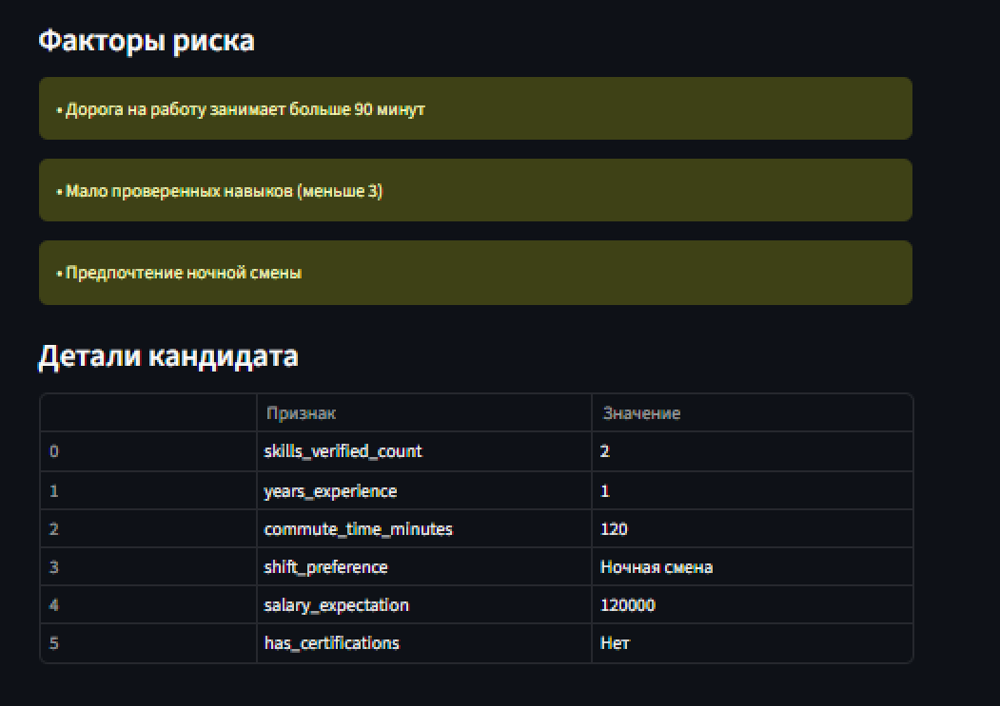 Факторы риска
• Дорога на работу занимает больше 90 минут
• Мало проверенных навыков (меньше 3)
• Предпочтение ночной смены
Детали кандидата
Признак Значение
0 skills_verified_count 2
1 years_experience 1
2 commute_time_minutes 120
3 shift_preference Ночная смена
4 salary_expectation 120000
5 has_certifications Нет